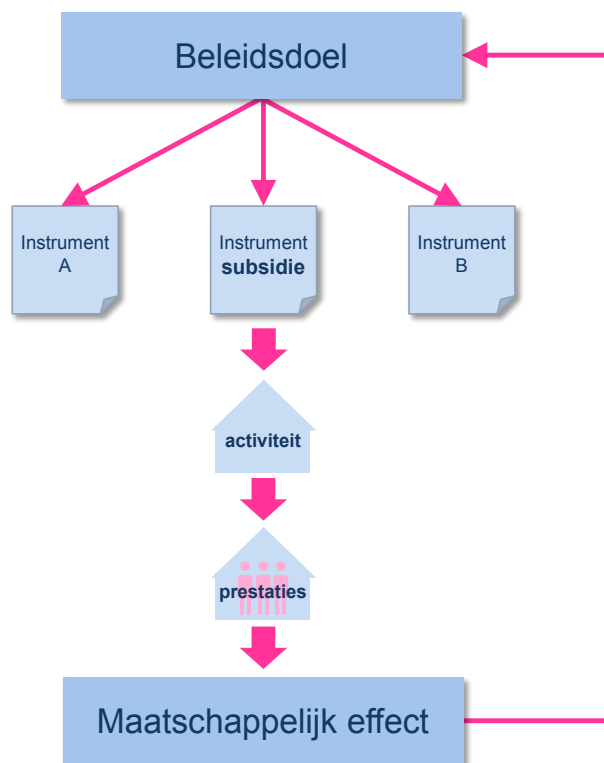 Beleidsdoel
Instrument
A
Instrument
subsidie
Instrument
B
activiteit
prestaties
Maatschappelijk effect